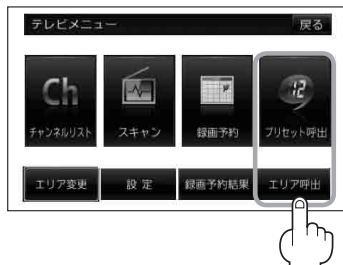 テレビメニュー 戻る
Ch
12
チャンネルリスト スキャン 録画予約 プリセット呼出
エリア変更 設定 録画予約結果 エリア呼出